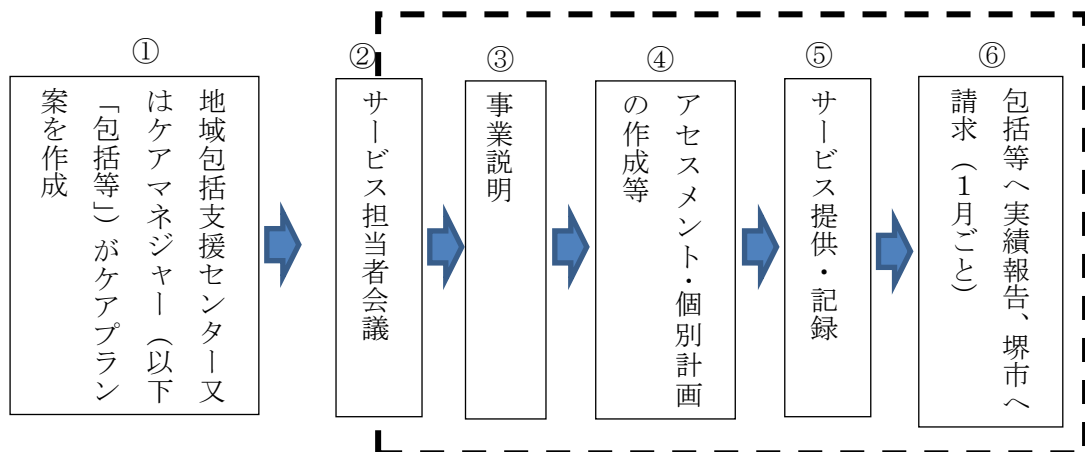 ①
地域包括支援センター又
はケアマネジャー（以下
「包括等」）がケアプラン
案を作成
②
サービス担当者会議
③
事業説明
④
アセスメント・個別計画
の作成等
⑤
サービス提供・記録
⑥
包括等へ実績報告、堺市へ
請求（１月ごと）